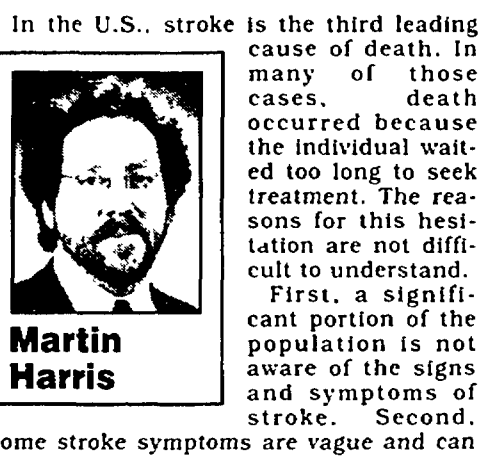 In the U.S., stroke is the third leading
cause of death. In
many of those
cases, death
occurred because
the individual wait-
ed too long to seek
treatment. The rea-
sons for this hesi-
tation are not diffi-
cult to understand.
First, a signifi-
cant portion of the
population is not
aware of the signs
and symptoms of
stroke. Second,
ome stroke symptoms are vague and can
Martin
Harris